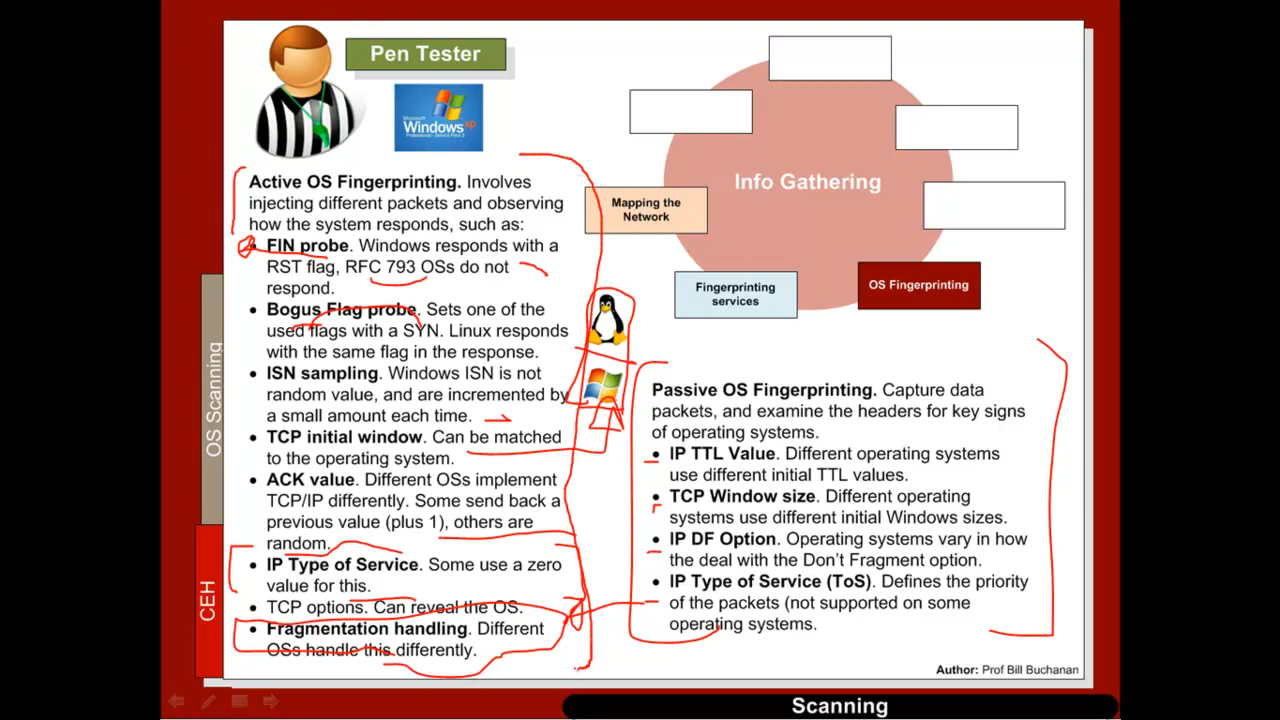 Pen Tester
Microsoft
Windows xp
Active OS Fingerprinting. Involves
injecting different packets and observing
how the system responds, such as:
• FIN probe. Windows responds with a
RST flag, RFC 793 OSs do not
respond.
• Bogus Flag probe. Sets one of the
used flags with a SYN. Linux responds
with the same flag in the response.
• ISN sampling. Windows ISN is not
random value, and are incremented by
a small amount each time.
• TCP initial window. Can be matched
to the operating system.
• ACK value. Different OSs implement
TCP/IP differently. Some send back a
previous value (plus 1), others are
random.
• IP Type of Service. Some use a zero
value for this.
• TCP options. Can reveal the OS.
• Fragmentation handling. Different
OSs handle this differently.
Info Gathering
Mapping the
Network
Fingerprinting
services
OS Fingerprinting
Passive OS Fingerprinting. Capture data
packets, and examine the headers for key signs
of operating systems.
• IP TTL Value. Different operating systems
use different initial TTL values.
• TCP Window size. Different operating
systems use different initial Windows sizes.
• IP DF Option. Operating systems vary in how
the deal with the Don't Fragment option.
• IP Type of Service (ToS). Defines the priority
of the packets (not supported on some
operating systems.
OS Scanning
CEH
Author: Prof Bill Buchanan
Scanning